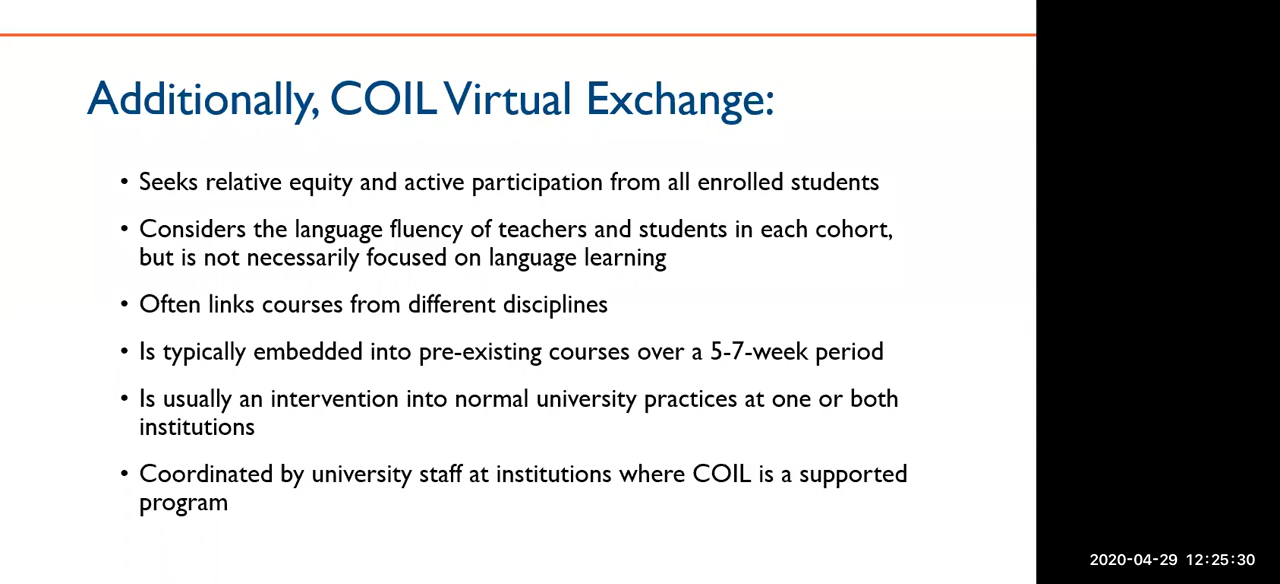 Additionally, COIL Virtual Exchange:
• Seeks relative equity and active participation from all enrolled students
• Considers the language fluency of teachers and students in each cohort,
but is not necessarily focused on language learning
• Often links courses from different disciplines
• Is typically embedded into pre-existing courses over a 5-7-week period
• Is usually an intervention into normal university practices at one or both
institutions
• Coordinated by university staff at institutions where COIL is a supported
program
2020-04-29 12:25:30